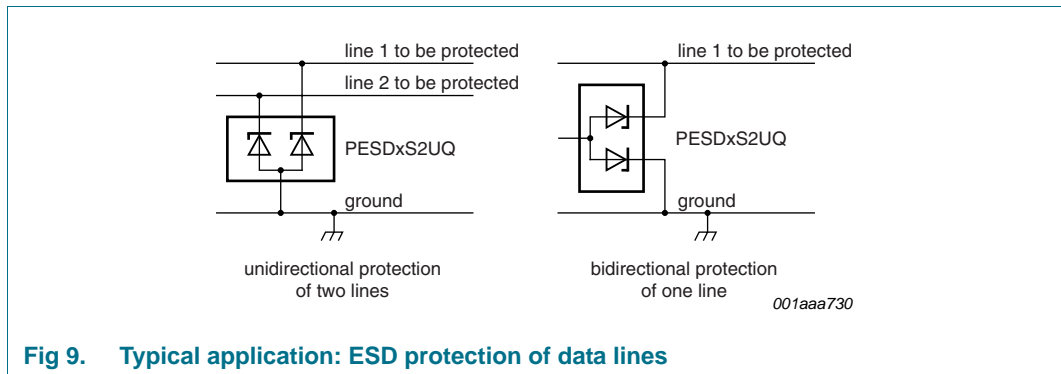 line 1 to be protected
line 2 to be protected
PESDxS2UQ
ground
unidirectional protection
of two lines
line 1 to be protected
PESDxS2UQ
ground
bidirectional protection
of one line
001aaa730
Fig 9. Typical application: ESD protection of data lines